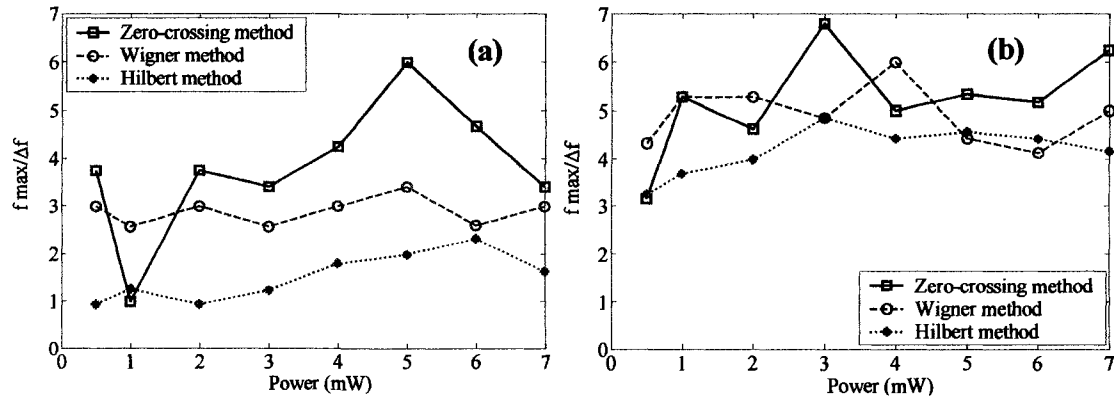 7
6
5
4
3
2
1
0
f max/Δf
Zero-crossing method
Wigner method
Hilbert method
(a)
0 1 2 3 4 5 6 7
Power (mW)
7
6
5
4
3
2
1
0
f max/Δf
(b)
Zero-crossing method
Wigner method
Hilbert method
0 1 2 3 4 5 6 7
Power (mW)